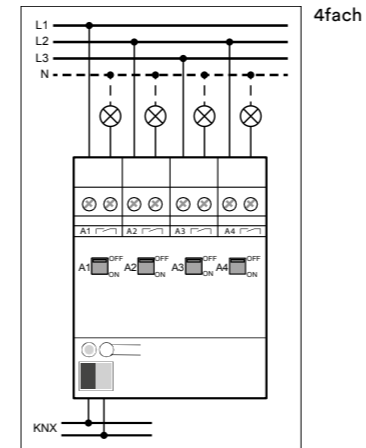 4fach
L1
L2
L3
N
A1 A2 A3 A4
OFF OFF OFF OFF
A1 A2 A3 A4
ON ON ON ON
KNX